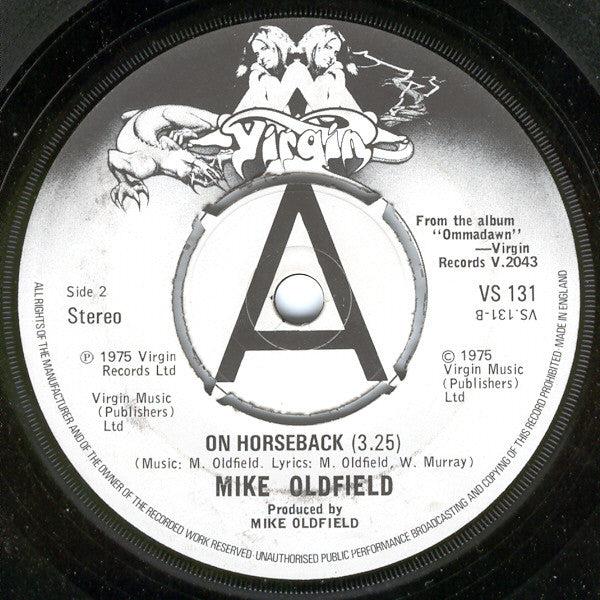 Virgin
A
From the album
"Ommadawn"
—Virgin
Records V.2043
Side 2
Stereo
VS 131
VS.131-B
℗ 1975 Virgin
Records Ltd
Virgin Music
(Publishers)
Ltd
© 1975
Virgin Music
(Publishers)
Ltd
ON HORSEBACK (3.25)
(Music: M. Oldfield. Lyrics: M. Oldfield, W. Murray)
MIKE OLDFIELD
Produced by
MIKE OLDFIELD
ALL RIGHTS OF THE MANUFACTURER AND OF THE OWNER OF THE RECORDED WORK RESERVED · UNAUTHORISED PUBLIC PERFORMANCE BROADCASTING AND COPYING OF THIS RECORD PROHIBITED MADE IN ENGLAND